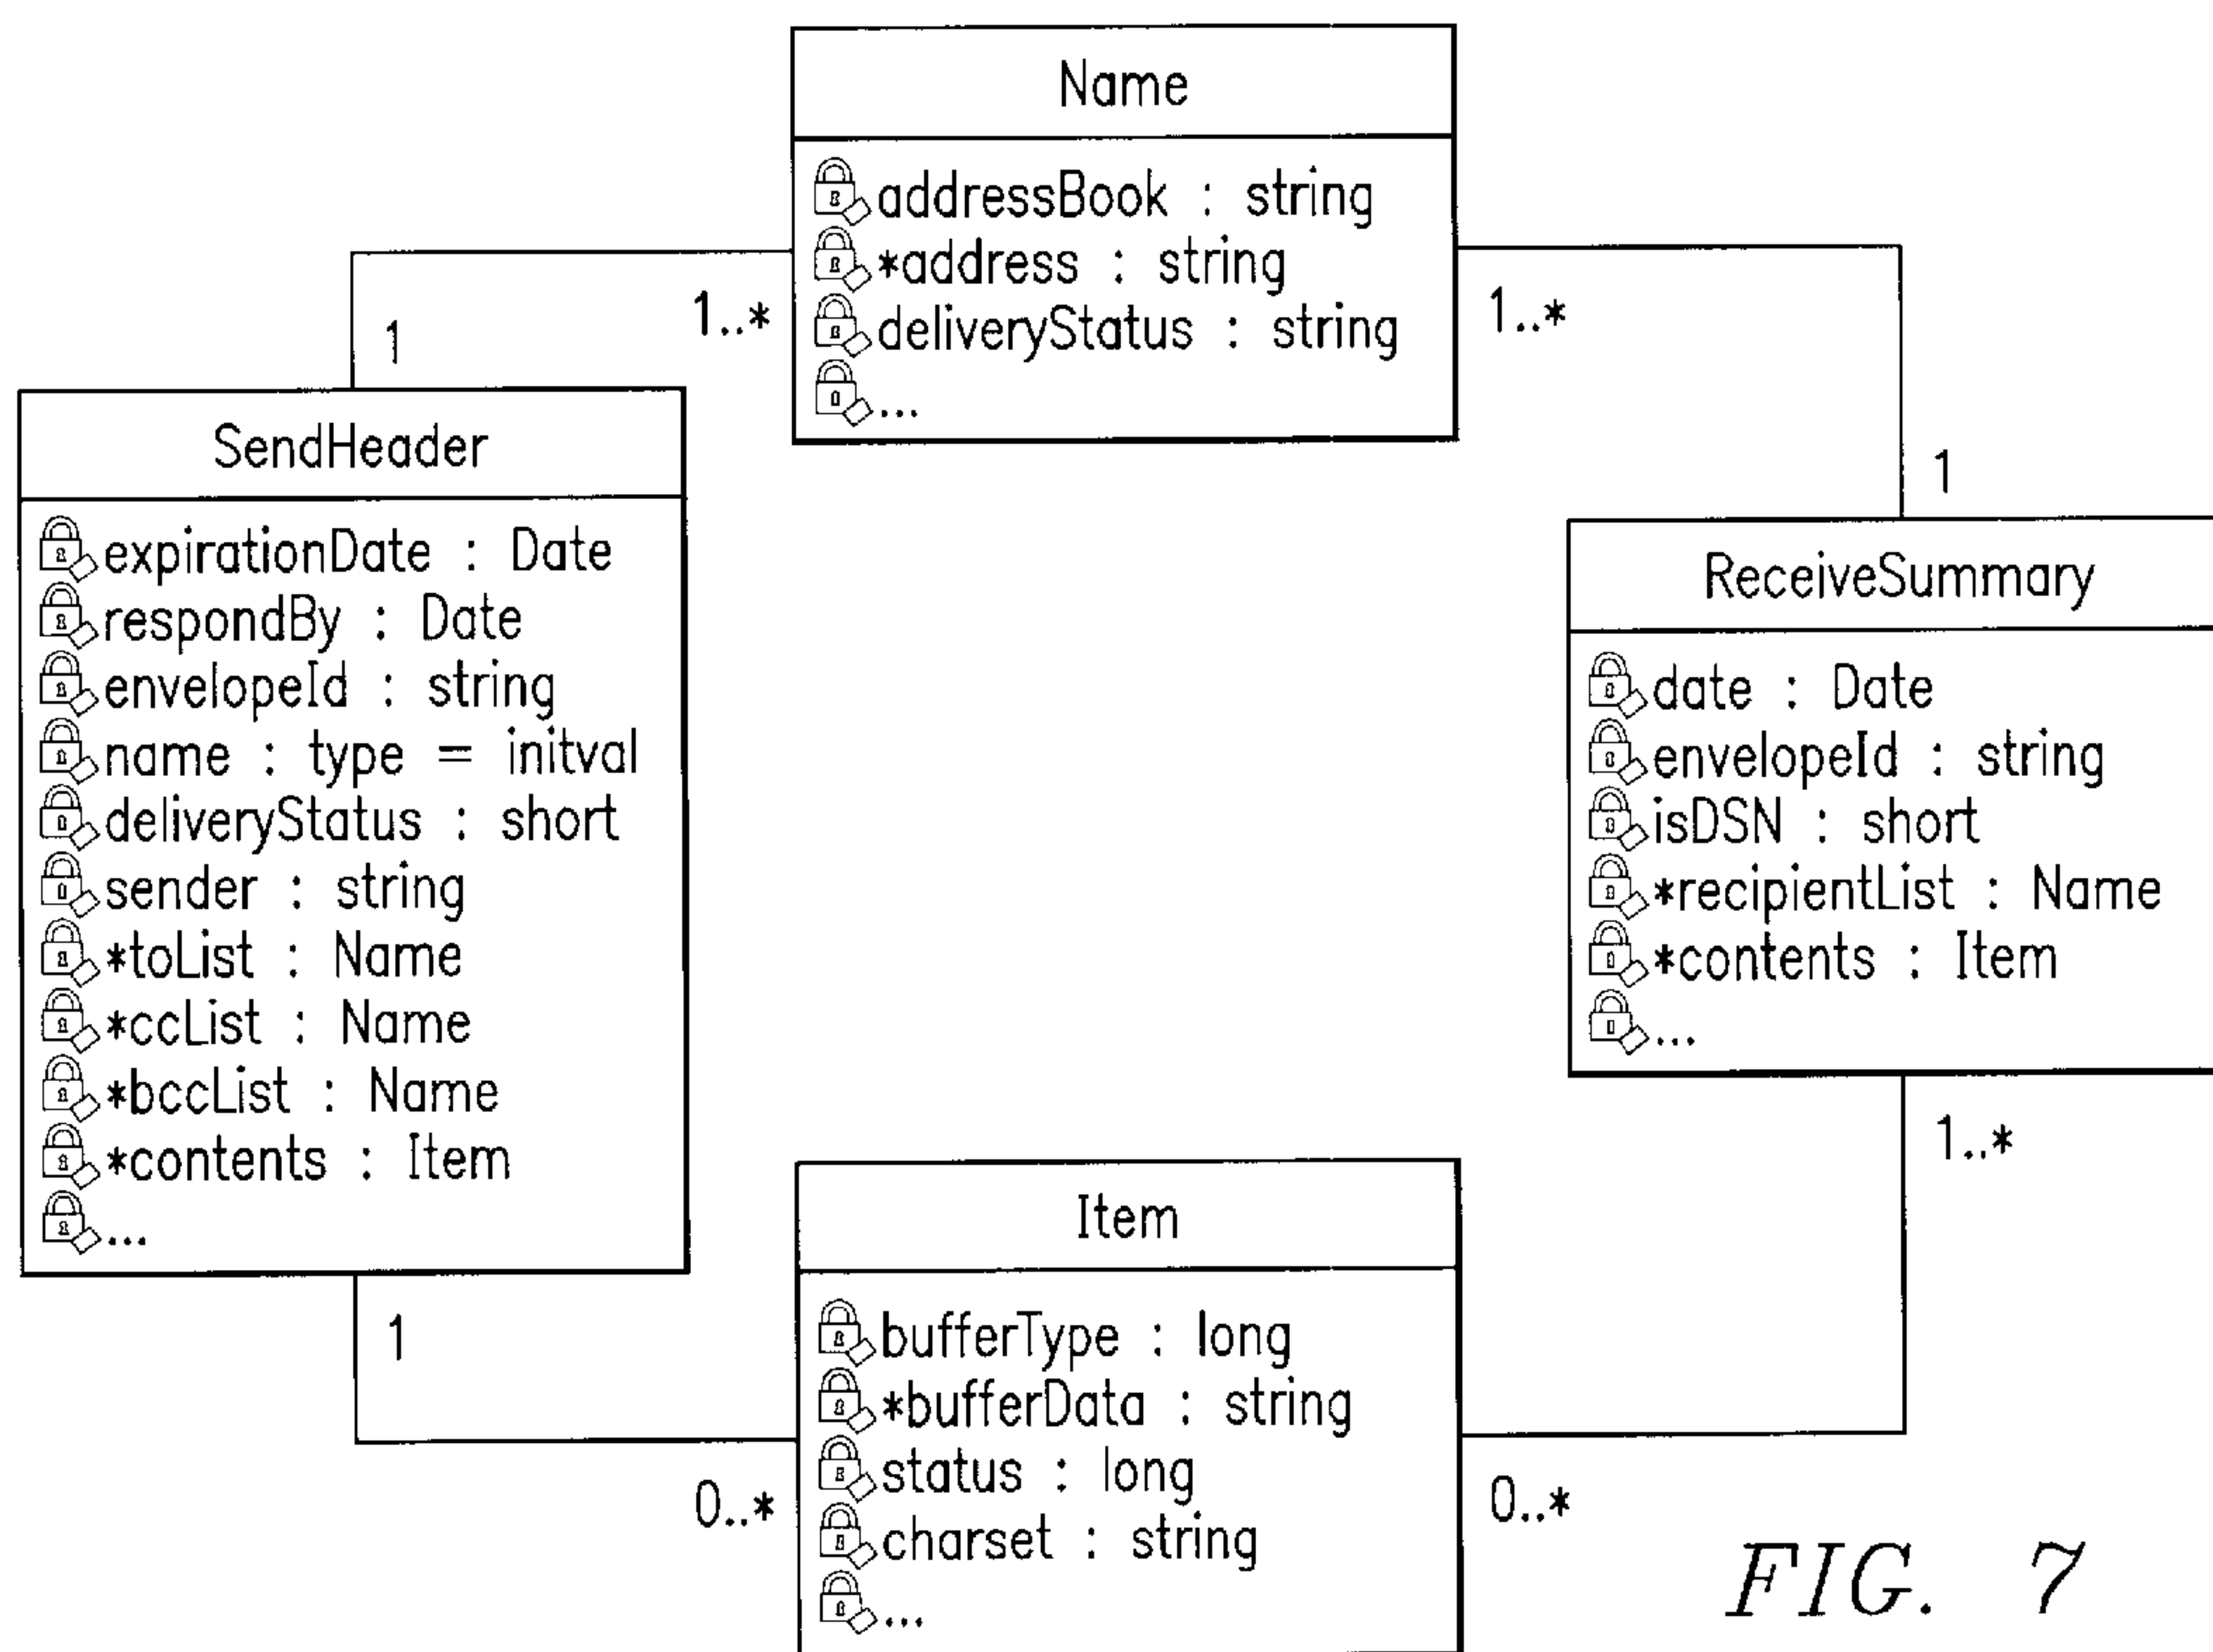 Name
addressBook : string
*address : string
deliveryStatus : string
...
1
1..*
1..*
1
SendHeader
expirationDate : Date
respondBy : Date
envelopeId : string
name : type = initval
deliveryStatus : short
sender : string
*toList : Name
*ccList : Name
*bccList : Name
*contents : Item
...
ReceiveSummary
date : Date
envelopeId : string
isDSN : short
*recipientList : Name
*contents : Item
...
1
0..*
1..*
0..*
Item
bufferType : long
*bufferData : string
status : long
charset : string
...
FIG. 7